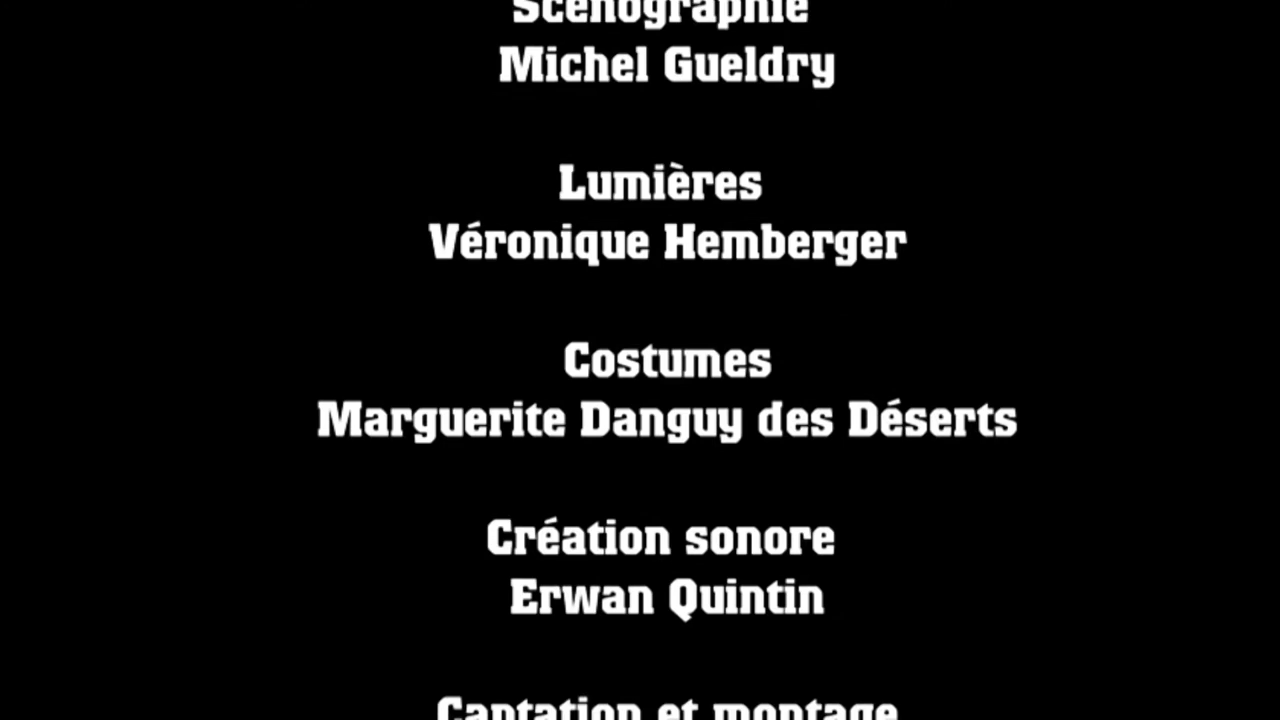 Scénographie
Michel Gueldry
Lumières
Véronique Hemberger
Costumes
Marguerite Danguy des Déserts
Création sonore
Erwan Quintin
Captation et montage